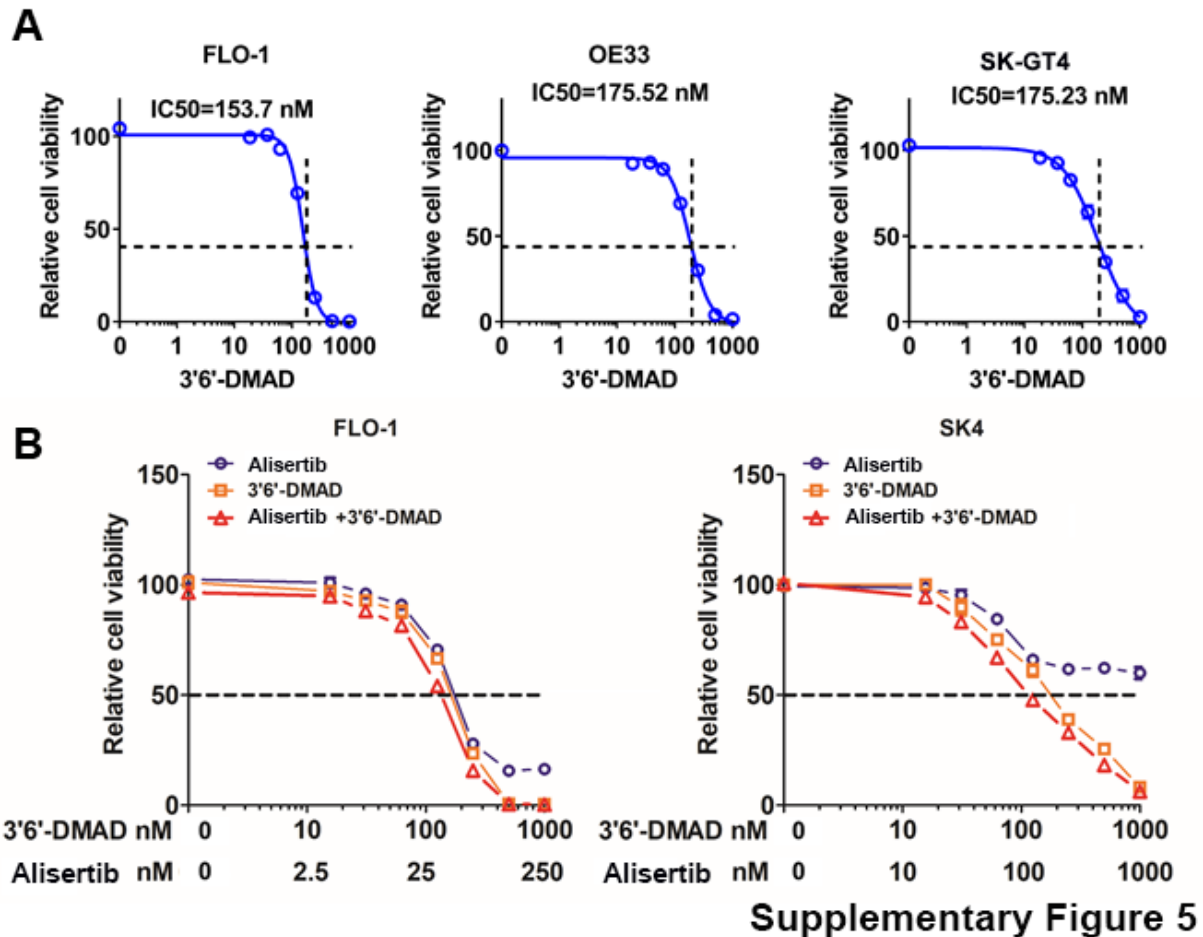 A
FLO-1
IC50=153.7 nM
Relative cell viability
100
50
0
0 1 10 100 1000
3'6'-DMAD
OE33
IC50=175.52 nM
Relative cell viability
100
50
0
0 1 10 100 1000
3'6'-DMAD
SK-GT4
IC50=175.23 nM
Relative cell viability
100
50
0
0 1 10 100 1000
3'6'-DMAD
B
FLO-1
Alisertib
3'6'-DMAD
Alisertib +3'6'-DMAD
Relative cell viability
150
100
50
0
3'6'-DMAD nM 0 10 100 1000
Alisertib nM 0 2.5 25 250
SK4
Alisertib
3'6'-DMAD
Alisertib +3'6'-DMAD
Relative cell viability
150
100
50
0
3'6'-DMAD nM 0 10 100 1000
Alisertib nM 0 10 100 1000
Supplementary Figure 5